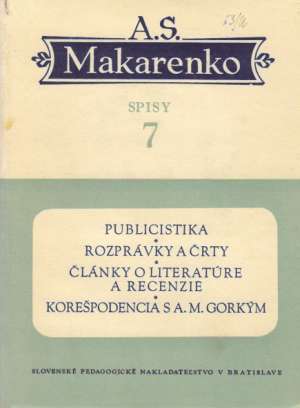 A.S.
Makarenko
SPISY
7
PUBLICISTIKA
•
ROZPRÁVKY A ČRTY
•
ČLÁNKY O LITERATÚRE
A RECENZIE
•
KOREŠPODENCIA S A. M. GORKÝM
SLOVENSKÉ PEDAGOGICKÉ NAKLADATEĽSTVO V BRATISLAVE